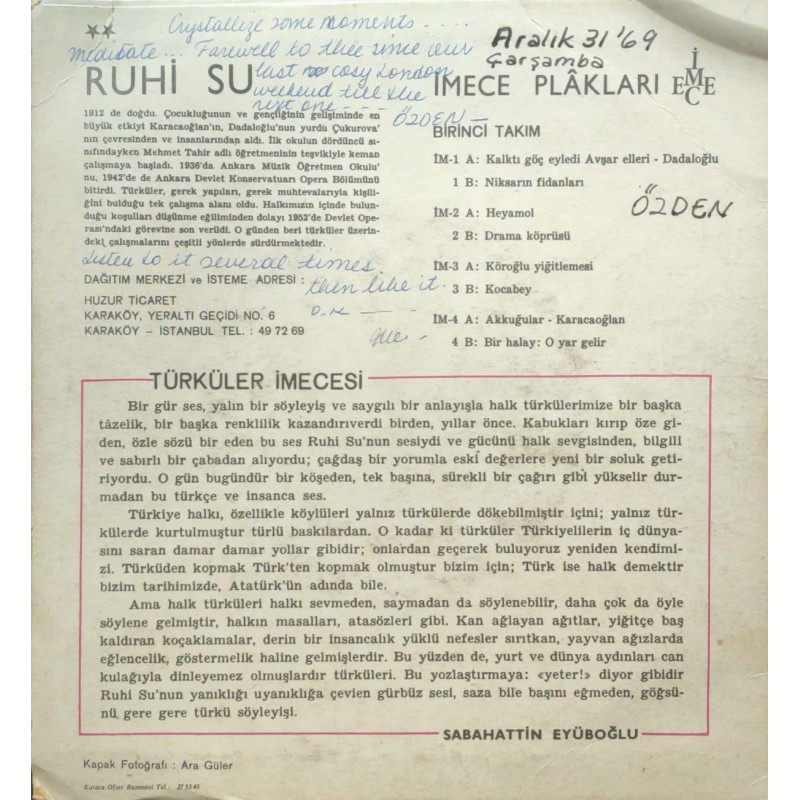 Crystallize some moments ....
meditate... Farewell to thee since our
last cosy London
weekend till the
next one ----
ÖZDEN –
Aralık 31 '69
Çarşamba
RUHİ SU
1912 de doğdu. Çocukluğunun ve gençliğinin gelişiminde en
büyük etkiyi Karacaoğlan'ın, Dadaloğlu'nun yurdu Çukurova'
nın çevresinden ve insanlarından aldı. İlk okulun dördüncü sı-
nıfındayken Mehmet Tahir adlı öğretmeninin teşvikiyle keman
çalışmaya başladı. 1936'da Ankara Müzik Öğretmen Okulu'
nu, 1942'de de Ankara Devlet Konservatuarı Opera Bölümünü
bitirdi. Türküler, gerek yapıları, gerek muhtevalarıyla kişili-
ğini bulduğu tek çalışma alanı oldu. Halkımızın içinde bulun-
duğu koşulları düşünme eğiliminden dolayı 1952'de Devlet Ope-
rası'ndaki görevine son verildi. O günden beri türküler üzerin-
deki çalışmalarını çeşitli yönlerde sürdürmektedir.
Listen to it several times
then like it.
DAĞITIM MERKEZİ ve İSTEME ADRESİ :
HUZUR TİCARET
KARAKÖY, YERALTI GEÇİDİ NO. 6
KARAKÖY – İSTANBUL TEL. : 49 72 69
İMECE PLÂKLARI
İMECE
BİRİNCİ TAKIM
İM-1 A: Kalktı göç eyledi Avşar elleri - Dadaloğlu
1 B: Niksarın fidanları
İM-2 A: Heyamol
2 B: Drama köprüsü
İM-3 A: Köroğlu yiğitlemesi
3 B: Kocabey
İM-4 A: Akkuğular - Karacaoğlan
4 B: Bir halay: O yar gelir
ÖZDEN
TÜRKÜLER İMECESİ
Bir gür ses, yalın bir söyleyiş ve saygılı bir anlayışla halk türkülerimize bir başka
tâzelik, bir başka renklilik kazandırıverdi birden, yıllar önce. Kabukları kırıp öze gi-
den, özle sözü bir eden bu ses Ruhi Su'nun sesiydi ve gücünü halk sevgisinden, bilgili
ve sabırlı bir çabadan alıyordu; çağdaş bir yorumla eski değerlere yeni bir soluk geti-
riyordu. O gün bugündür bir köşeden, tek başına, sürekli bir çağırı gibi yükselir dur-
madan bu türkçe ve insanca ses.
Türkiye halkı, özellikle köylüleri yalnız türkülerde dökebilmiştir içini; yalnız tür-
külerde kurtulmuştur türlü baskılardan. O kadar ki türküler Türkiyelilerin iç dünya-
sını saran damar damar yollar gibidir; onlardan geçerek buluyoruz yeniden kendimi-
zi. Türküden kopmak Türk'ten kopmak olmuştur bizim için; Türk ise halk demektir
bizim tarihimizde, Atatürk'ün adında bile.
Ama halk türküleri halkı sevmeden, saymadan da söylenebilir, daha çok da öyle
söylene gelmiştir, halkın masalları, atasözleri gibi. Kan ağlayan ağıtlar, yiğitçe baş
kaldıran koçaklamalar, derin bir insancalık yüklü nefesler sırıtkan, yayvan ağızlarda
eğlencelik, göstermelik haline gelmişlerdir. Bu yüzden de, yurt ve dünya aydınları can
kulağıyla dinleyemez olmuşlardır türküleri. Bu yozlaştırmaya: «yeter!» diyor gibidir
Ruhi Su'nun yanıklığı uyanıklığa çevien gürbüz sesi, saza bile başını eğmeden, göğsü-
nü gere gere türkü söyleyişi.
SABAHATTİN EYÜBOĞLU
Kapak Fotoğrafı : Ara Güler
Karaca Ofset Basımevi Tel.: 27 53 45